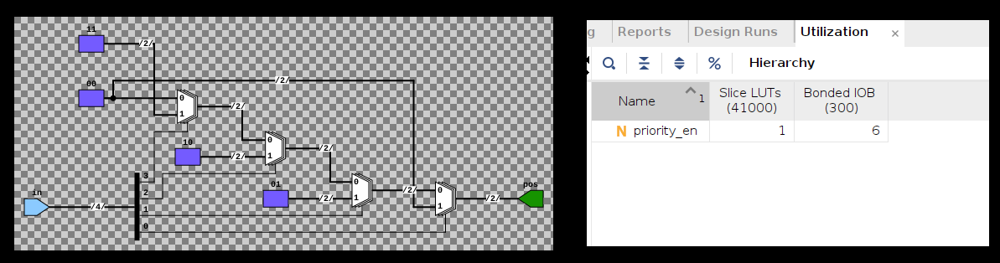 11
/2/
00
/2/
0
1
/2/
0
1
10
/2/
/2/
3
2
1
0
01
/2/
0
1
/2/
0
1
/2/
pos
in
/4/
g
Reports
Design Runs
Utilization ×
% Hierarchy
Name 1
Slice LUTs
(41000)
Bonded IOB
(300)
N priority_en 1 6